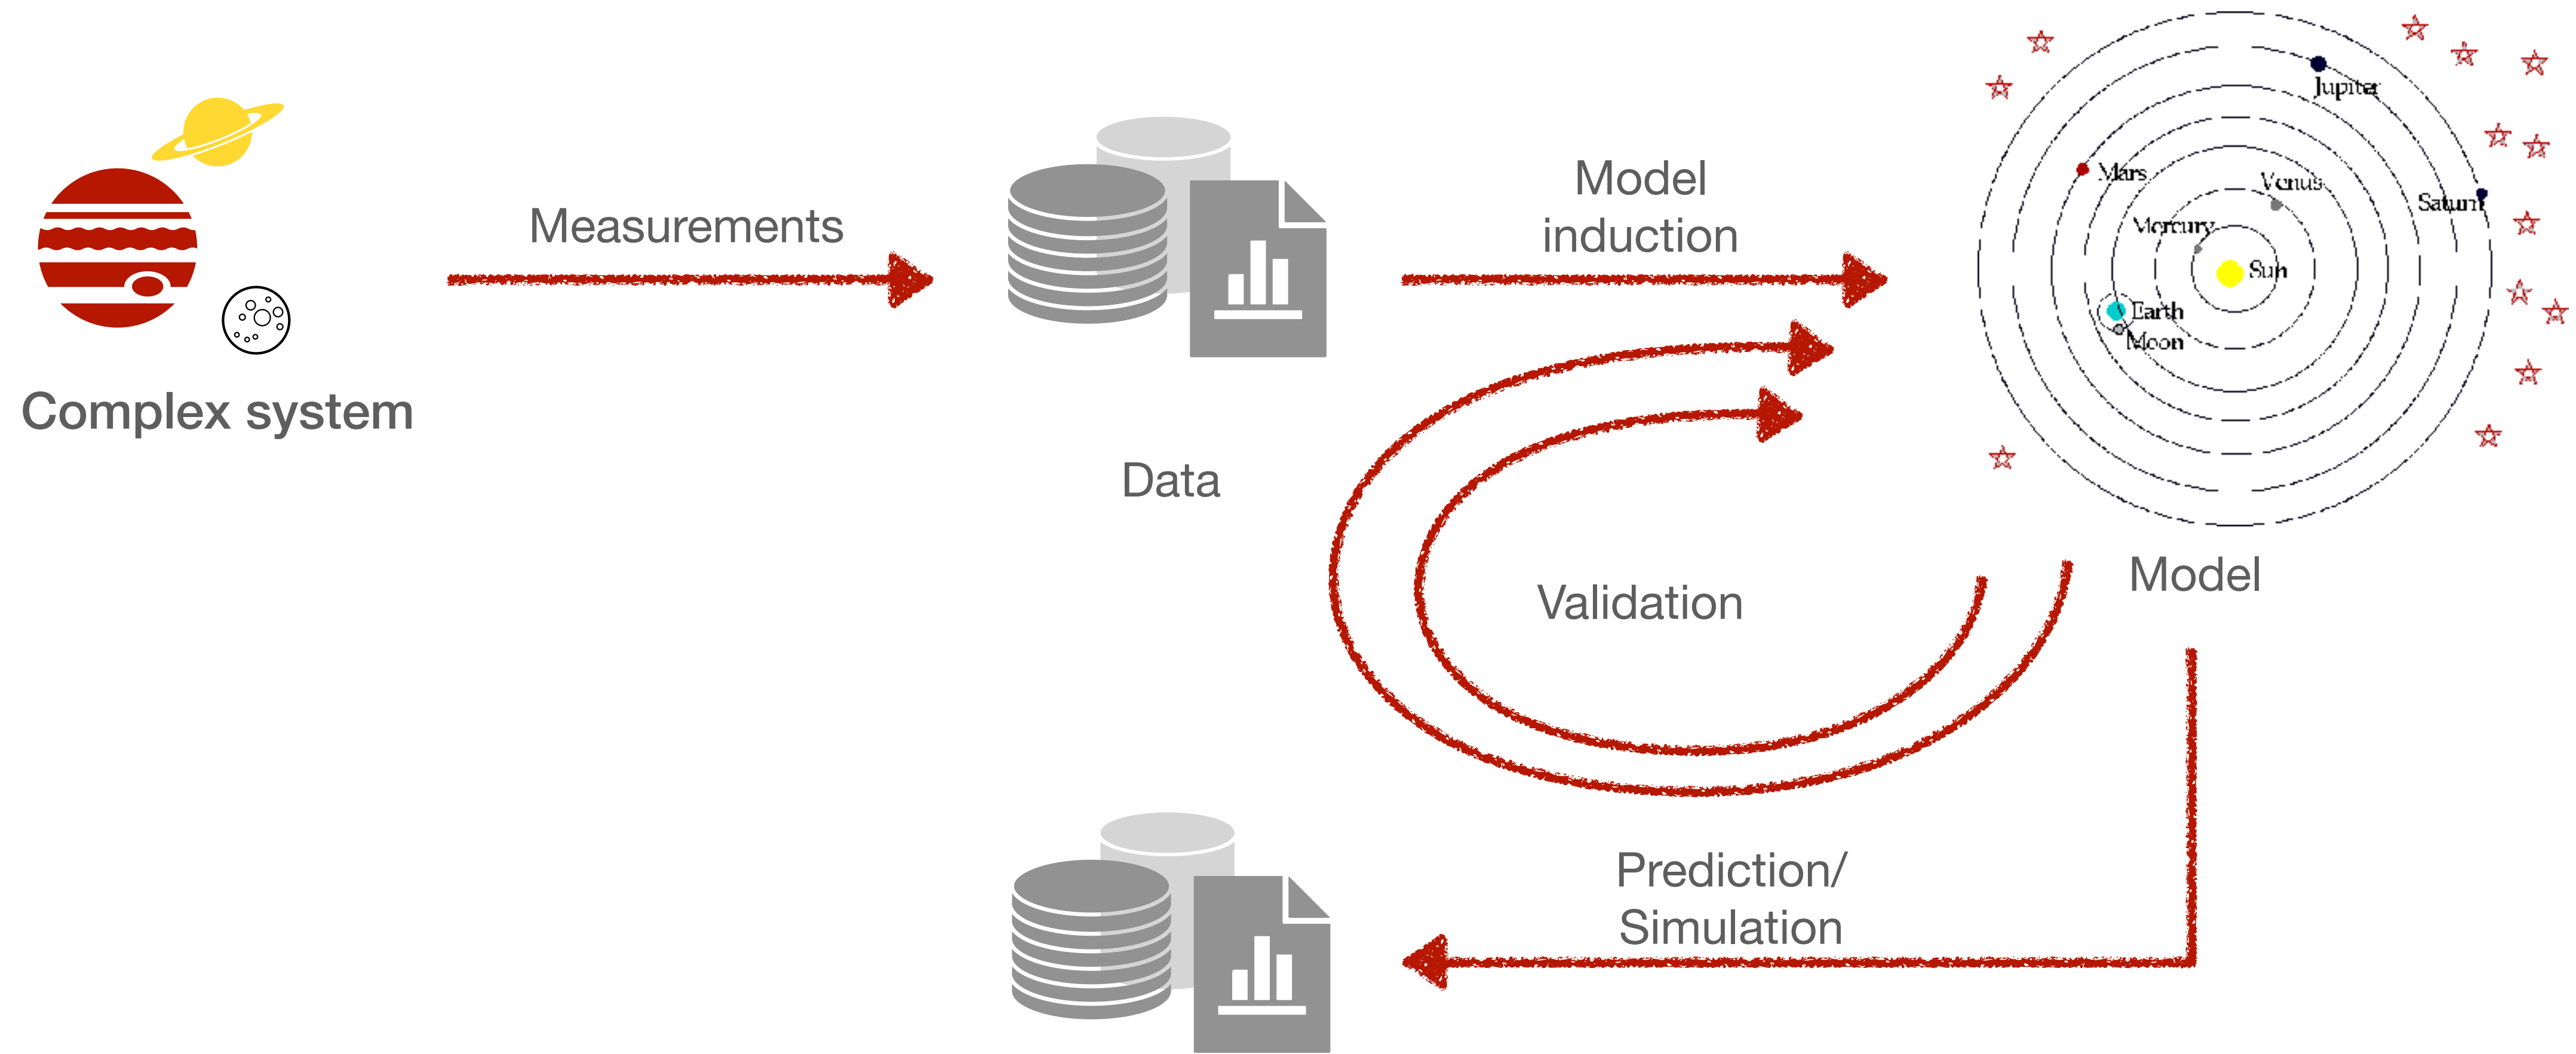 Measurements
Complex system
Data
Model
induction
Jupiter
Mars
Venus
Saturn
Mercury
Sun
Earth
Moon
Model
Validation
Prediction/
Simulation